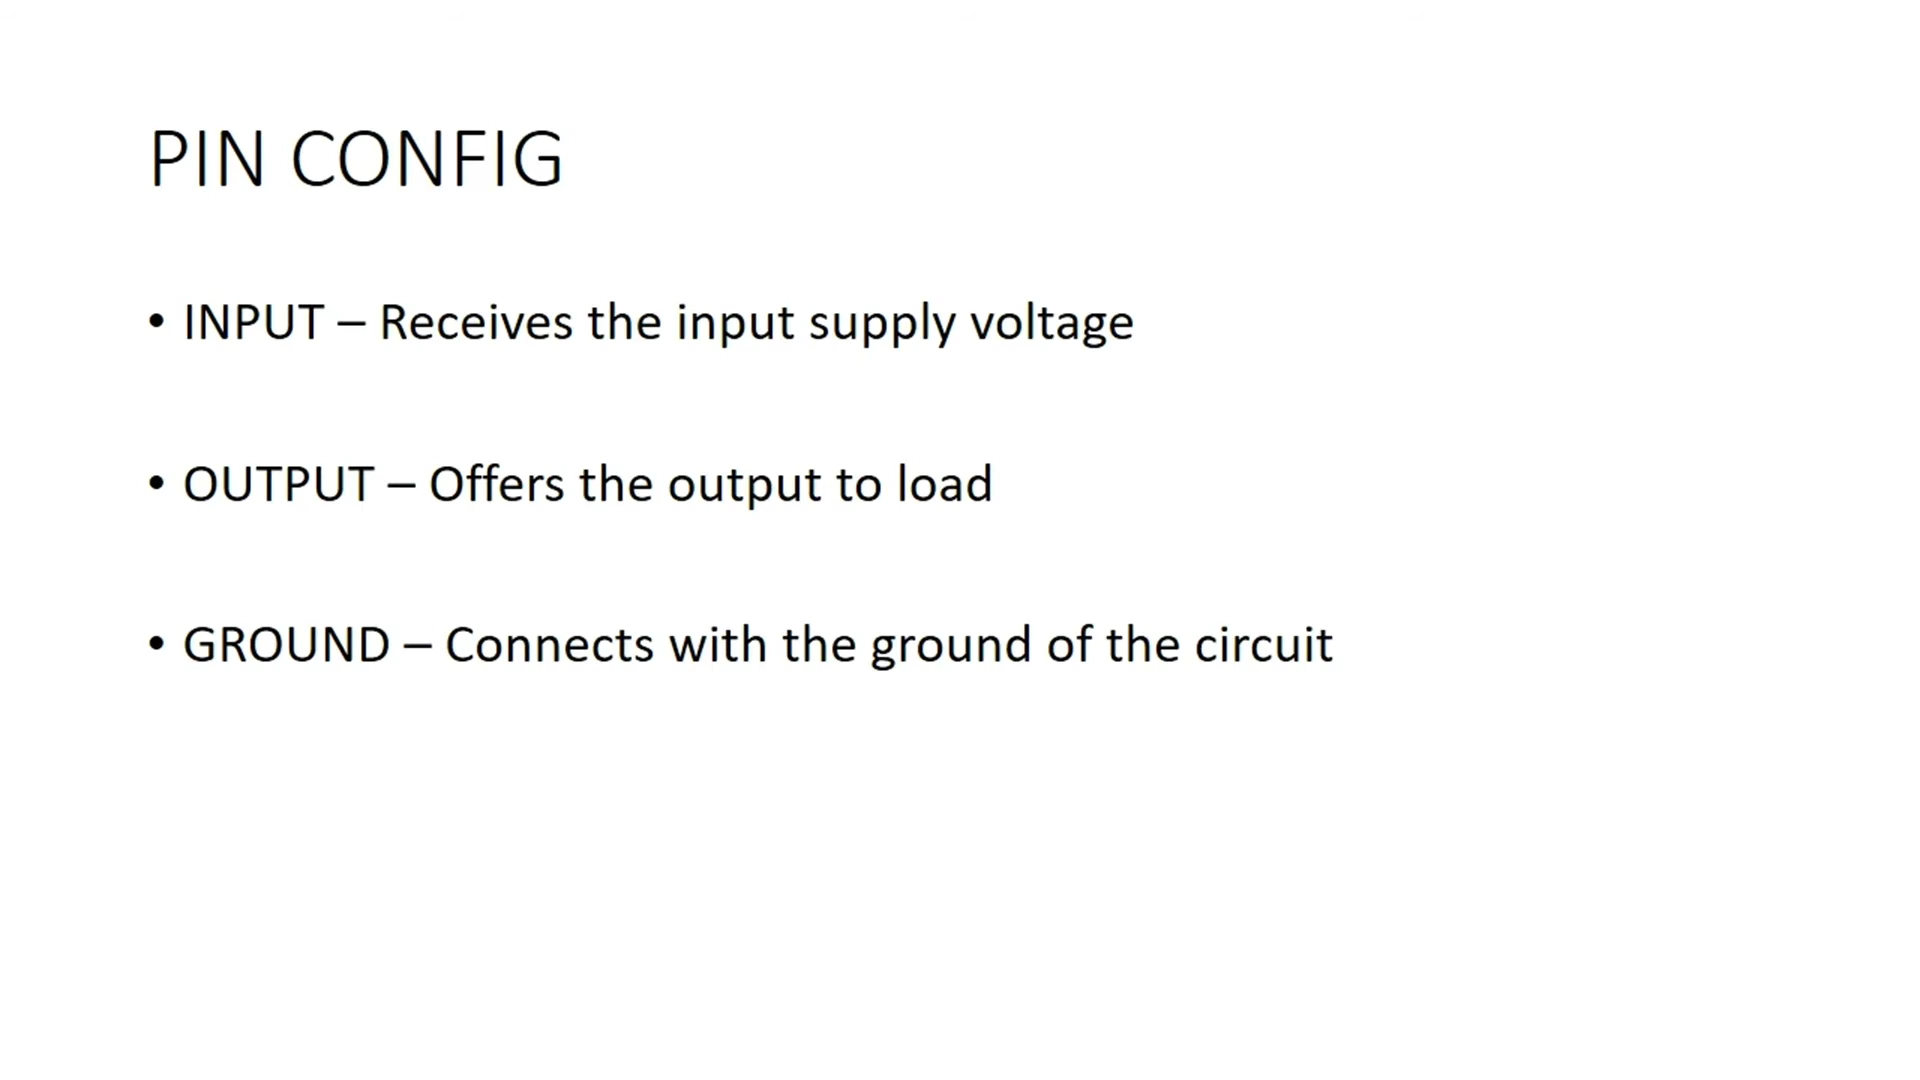 PIN CONFIG
• INPUT – Receives the input supply voltage
• OUTPUT – Offers the output to load
• GROUND – Connects with the ground of the circuit